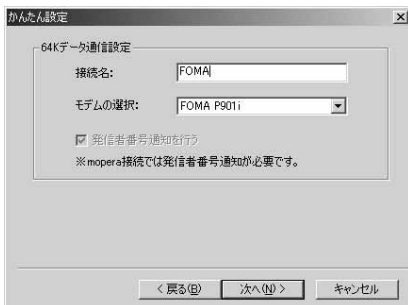 かんたん設定
64Kデータ通信設定
接続名: FOMA
モデムの選択: FOMA P901i
発信者番号通知を行う
※mopera接続では発信者番号通知が必要です。
< 戻る(B) 次へ(N) > キャンセル